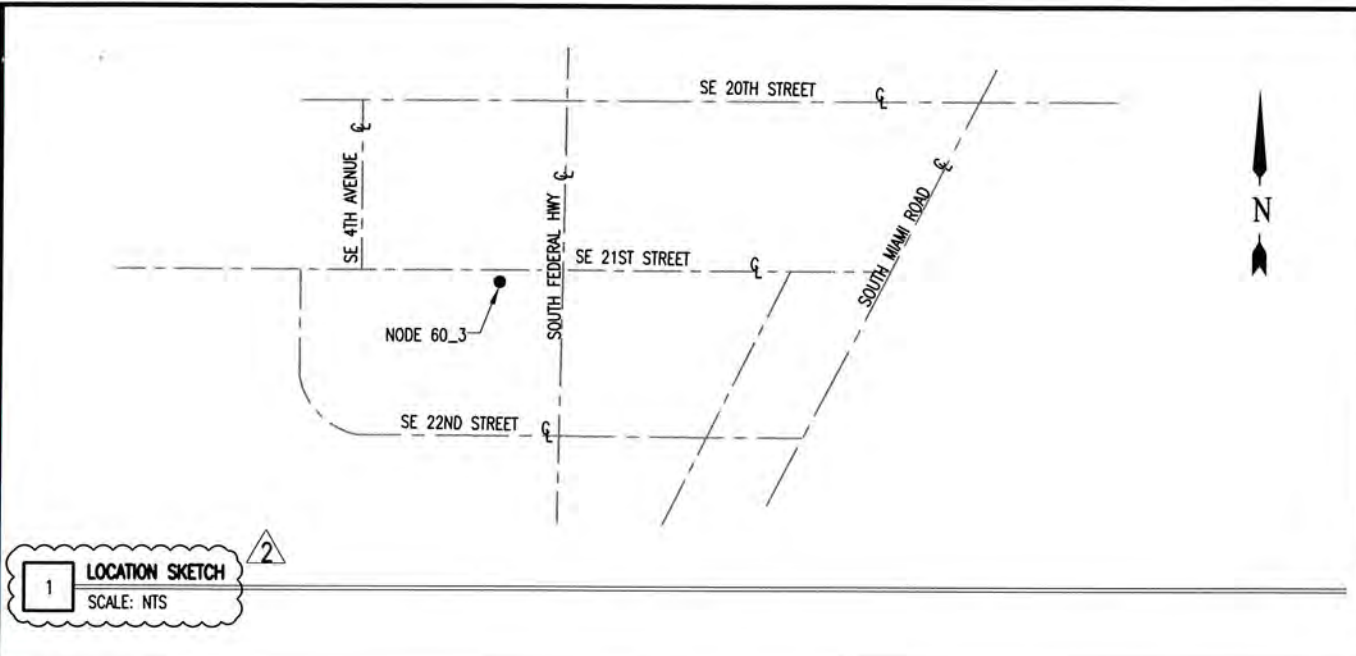 SE 20TH STREET
℄
SE 4TH AVENUE ℄
SOUTH FEDERAL HWY ℄
SOUTH MIAMI ROAD ℄
N
SE 21ST STREET
℄
NODE 60_3
SE 22ND STREET ℄
2
1
LOCATION SKETCH
SCALE: NTS